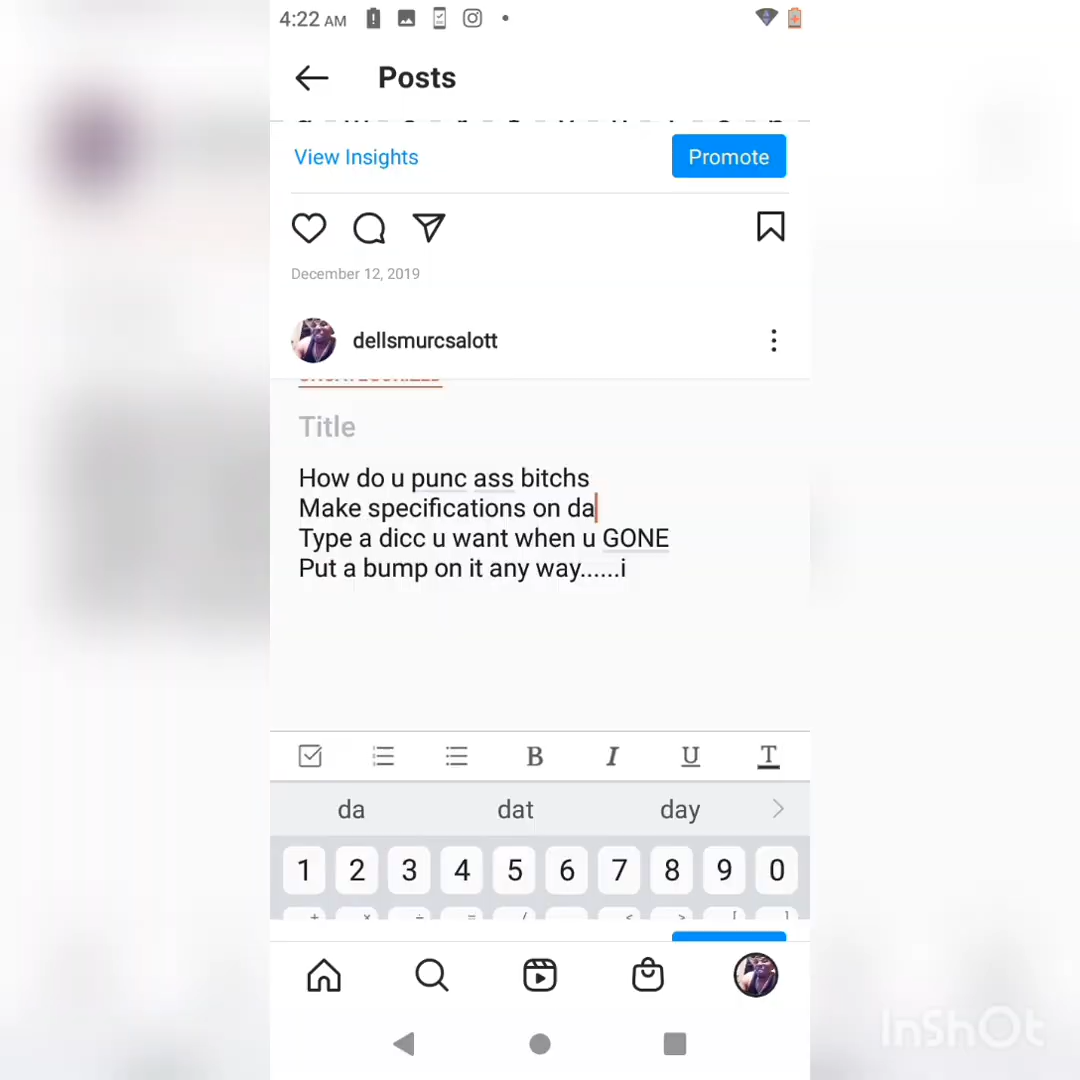 4:22 AM
Posts
View Insights
Promote
December 12, 2019
dellsmurcsalott
UNCATEGORIZED
Title
How do u punc ass bitchs
Make specifications on da
Type a dicc u want when u GONE
Put a bump on it any way......i
B I U T
da dat day
1 2 3 4 5 6 7 8 9 0
InShOt